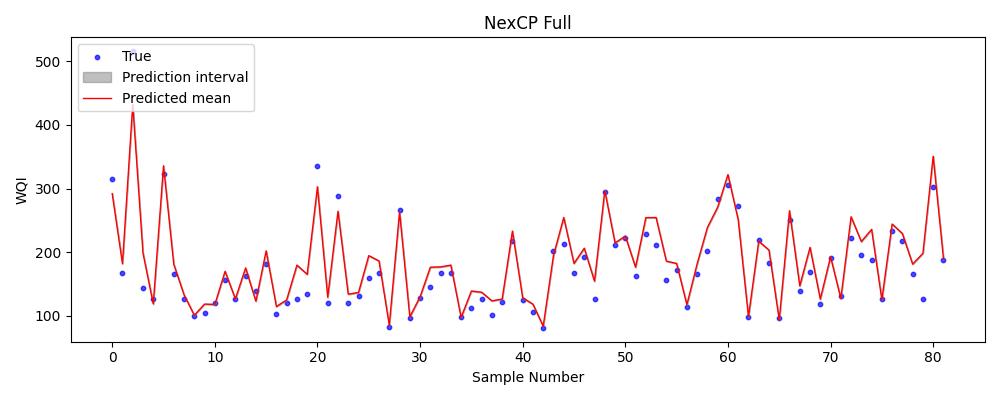 NexCP Full
True
Prediction interval
Predicted mean
WQI
500
400
300
200
100
0 10 20 30 40 50 60 70 80
Sample Number